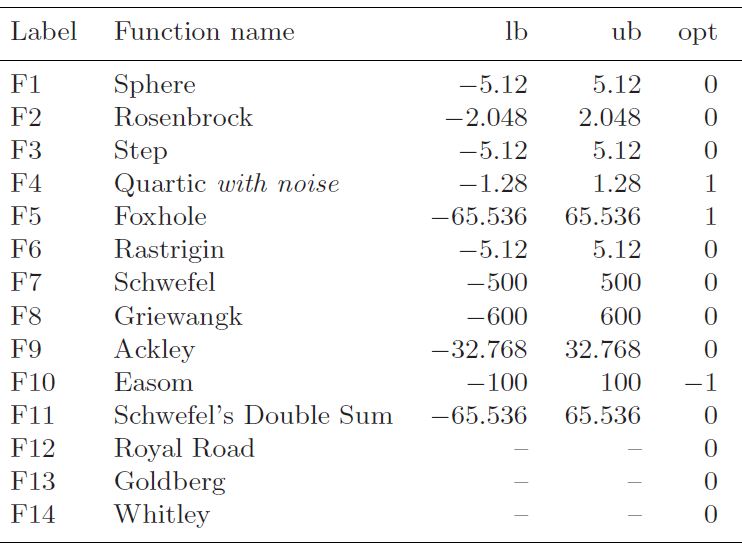 Label Function name lb ub opt
F1 Sphere −5.12 5.12 0
F2 Rosenbrock −2.048 2.048 0
F3 Step −5.12 5.12 0
F4 Quartic with noise −1.28 1.28 1
F5 Foxhole −65.536 65.536 1
F6 Rastrigin −5.12 5.12 0
F7 Schwefel −500 500 0
F8 Griewangk −600 600 0
F9 Ackley −32.768 32.768 0
F10 Easom −100 100 −1
F11 Schwefel's Double Sum −65.536 65.536 0
F12 Royal Road – – 0
F13 Goldberg – – 0
F14 Whitley – – 0